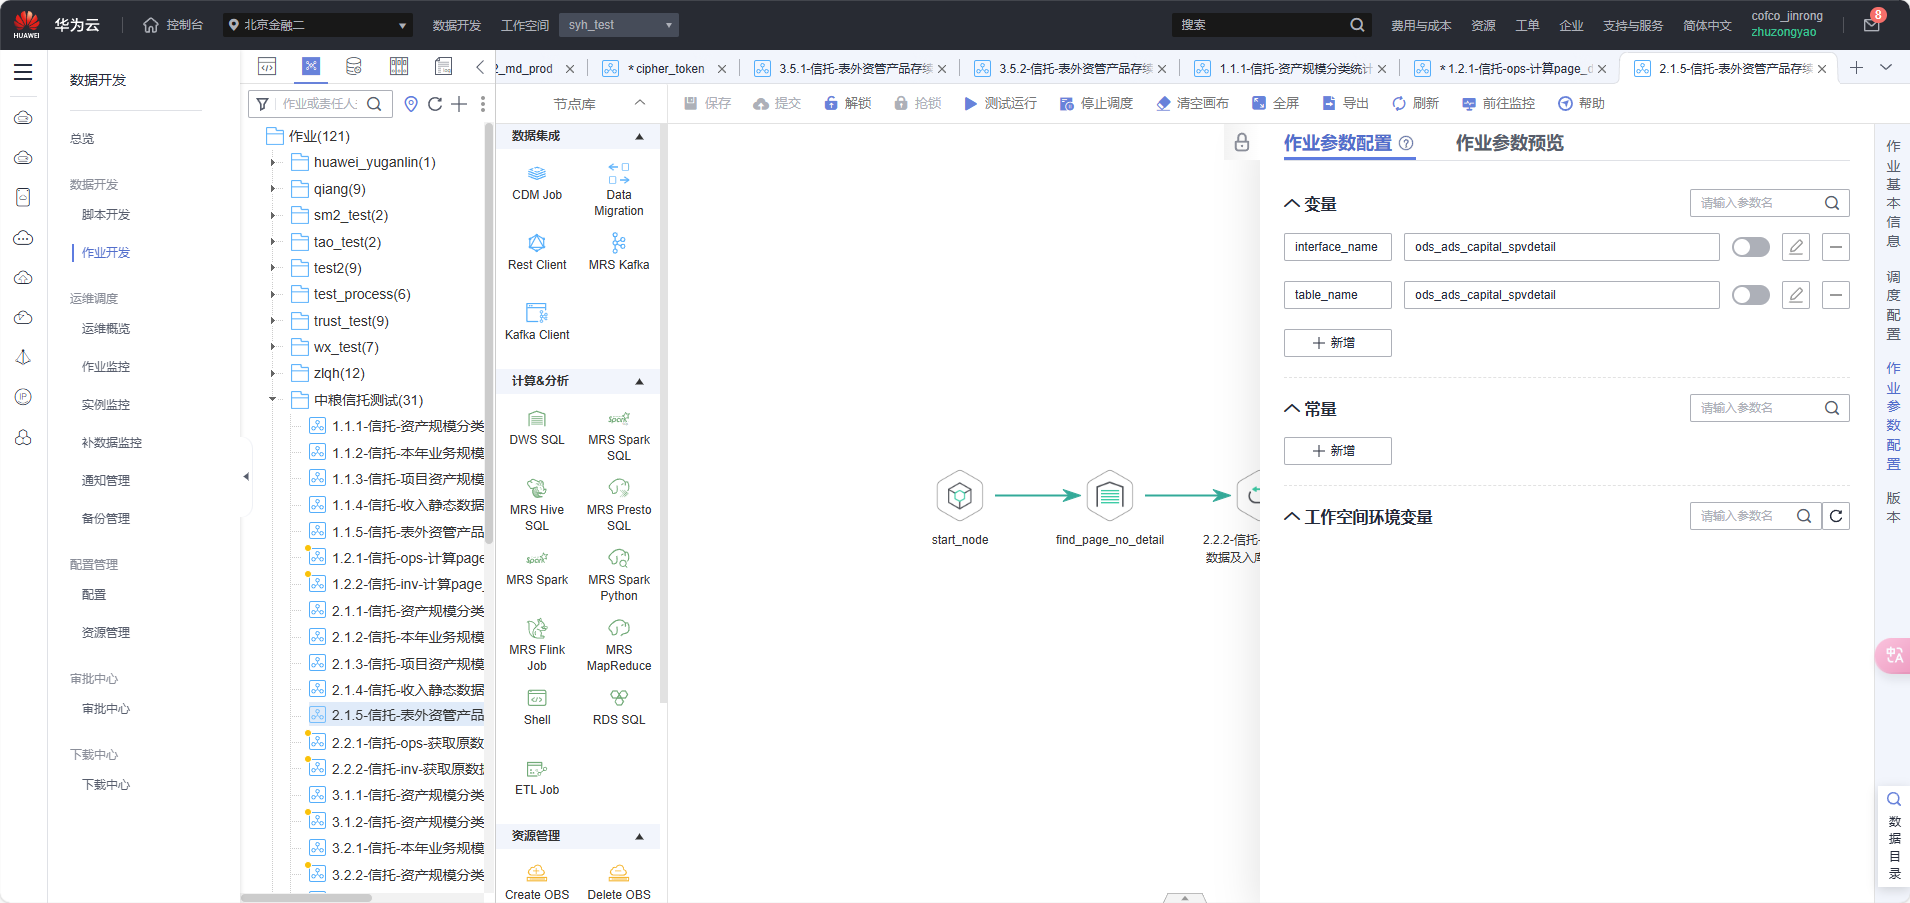 HUAWEI
华为云
控制台
北京金融二
数据开发
工作空间
syh_test
搜索
费用与成本
资源
工单
企业
支持与服务
简体中文
cofco_jinrong
zhuzongyao
8
数据开发
总览
数据开发
脚本开发
作业开发
运维调度
运维概览
作业监控
实例监控
补数据监控
通知管理
备份管理
配置管理
配置
资源管理
审批中心
审批中心
下载中心
下载中心
IP
作业或责任人
作业(121)
huawei_yuganlin(1)
qiang(9)
sm2_test(2)
tao_test(2)
test2(9)
test_process(6)
trust_test(9)
wx_test(7)
zlqh(12)
中粮信托测试(31)
1.1.1-信托-资产规模分类
1.1.2-信托-本年业务规模
1.1.3-信托-项目资产规模
1.1.4-信托-收入静态数据
1.1.5-信托-表外资管产品
1.2.1-信托-ops-计算page
1.2.2-信托-inv-计算page_
2.1.1-信托-资产规模分类
2.1.2-信托-本年业务规模
2.1.3-信托-项目资产规模
2.1.4-信托-收入静态数据
2.1.5-信托-表外资管产品
2.2.1-信托-ops-获取原数
2.2.2-信托-inv-获取原数据
3.1.1-信托-资产规模分类
3.1.2-信托-资产规模分类
3.2.1-信托-本年业务规模
3.2.2-信托-资产规模分类
2_md_prod
*cipher_token
3.5.1-信托-表外资管产品存续
3.5.2-信托-表外资管产品存续
1.1.1-信托-资产规模分类统计
*1.2.1-信托-ops-计算page_d
2.1.5-信托-表外资管产品存续
节点库
保存
提交
解锁
抢锁
测试运行
停止调度
清空画布
全屏
导出
刷新
前往监控
帮助
数据集成
CDM Job
Data Migration
Rest Client
MRS Kafka
Kafka Client
计算&分析
DWS SQL
MRS Spark SQL
MRS Hive SQL
MRS Presto SQL
MRS Spark
MRS Spark Python
MRS Flink Job
MRS MapReduce
Shell
RDS SQL
ETL Job
资源管理
Create OBS
Delete OBS
start_node
find_page_no_detail
2.2.2-信托-
数据及入库
作业参数配置
作业参数预览
变量
请输入参数名
interface_name
ods_ads_capital_spvdetail
table_name
ods_ads_capital_spvdetail
新增
常量
请输入参数名
新增
工作空间环境变量
请输入参数名
作业基本信息
调度配置
作业参数配置
版本
数据目录